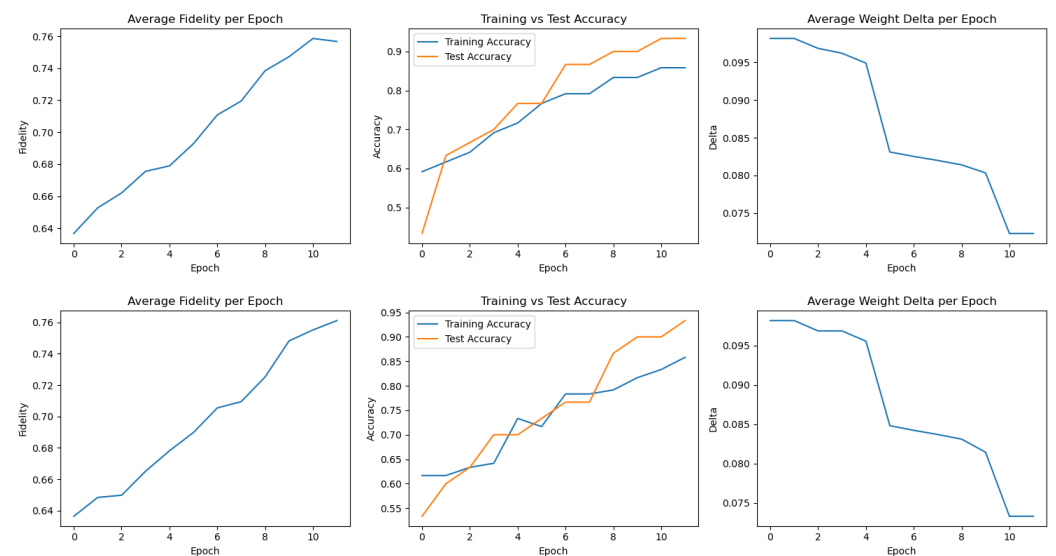 Average Fidelity per Epoch
Fidelity
0.76
0.74
0.72
0.70
0.68
0.66
0.64
0 2 4 6 8 10
Epoch
Training vs Test Accuracy
Accuracy
Training Accuracy
Test Accuracy
0.9
0.8
0.7
0.6
0.5
0 2 4 6 8 10
Epoch
Average Weight Delta per Epoch
Delta
0.095
0.090
0.085
0.080
0.075
0 2 4 6 8 10
Epoch
Average Fidelity per Epoch
Fidelity
0.76
0.74
0.72
0.70
0.68
0.66
0.64
0 2 4 6 8 10
Epoch
Training vs Test Accuracy
Accuracy
Training Accuracy
Test Accuracy
0.95
0.90
0.85
0.80
0.75
0.70
0.65
0.60
0.55
0 2 4 6 8 10
Epoch
Average Weight Delta per Epoch
Delta
0.095
0.090
0.085
0.080
0.075
0 2 4 6 8 10
Epoch